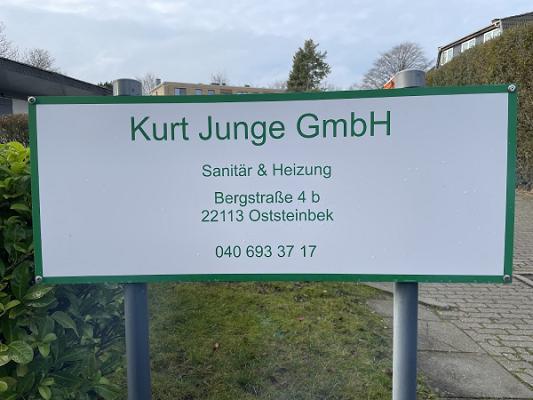 Kurt Junge GmbH
Sanitär & Heizung
Bergstraße 4 b
22113 Oststeinbek
040 693 37 17